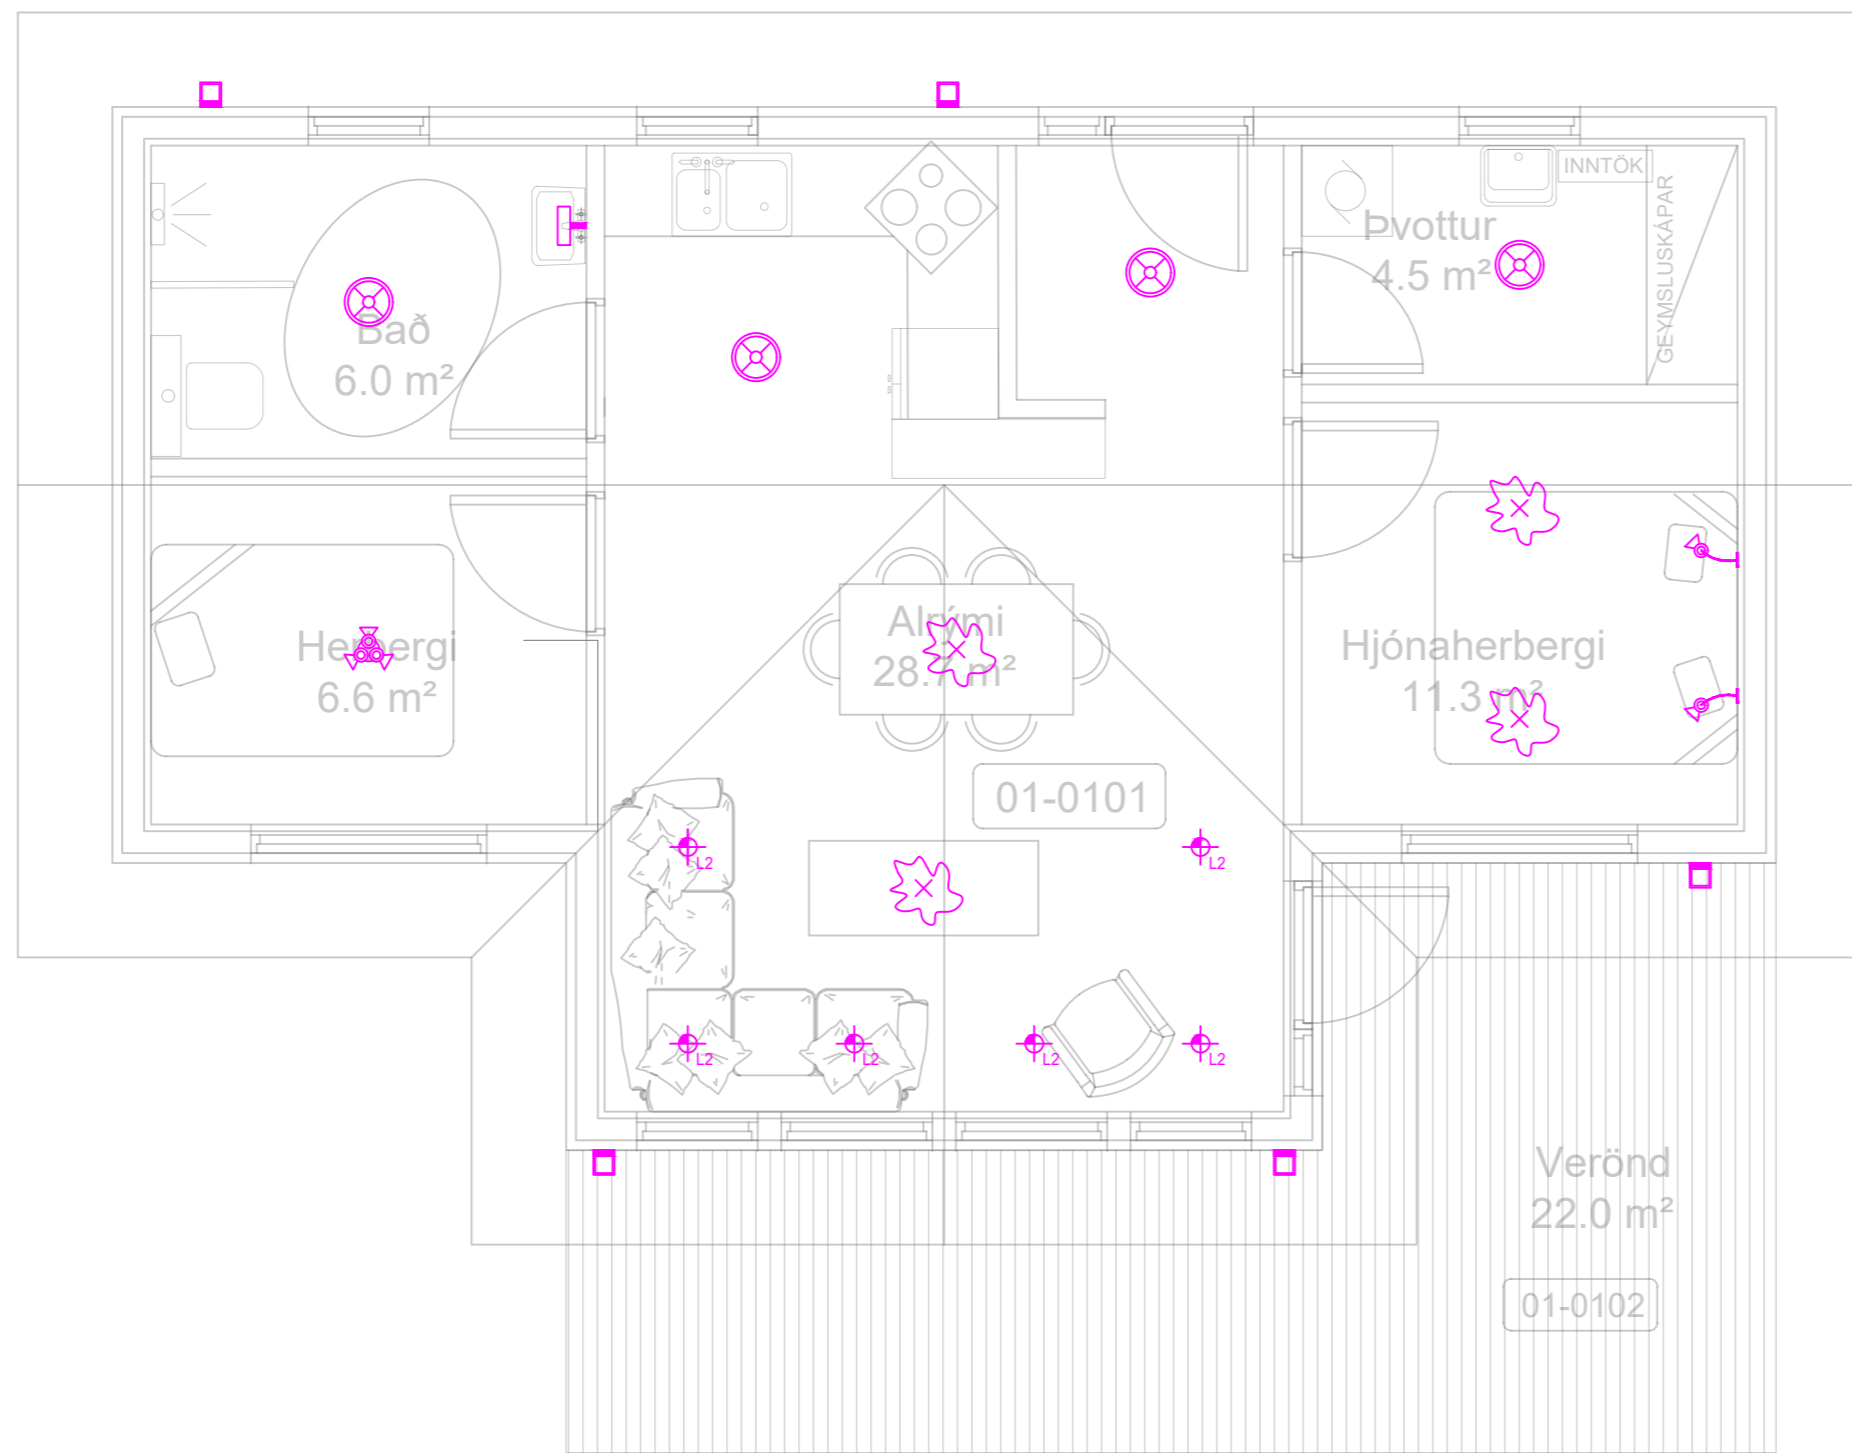 INNTÖK
GEYMSLUSKÁPAR
Þvottur
4.5 m²
Bað
6.0 m²
Herbergi
6.6 m²
Alrými
28.7 m²
Hjónaherbergi
11.3 m²
01-0101
L2
L2
L2
L2
L2
L2
Verönd
22.0 m²
01-0102